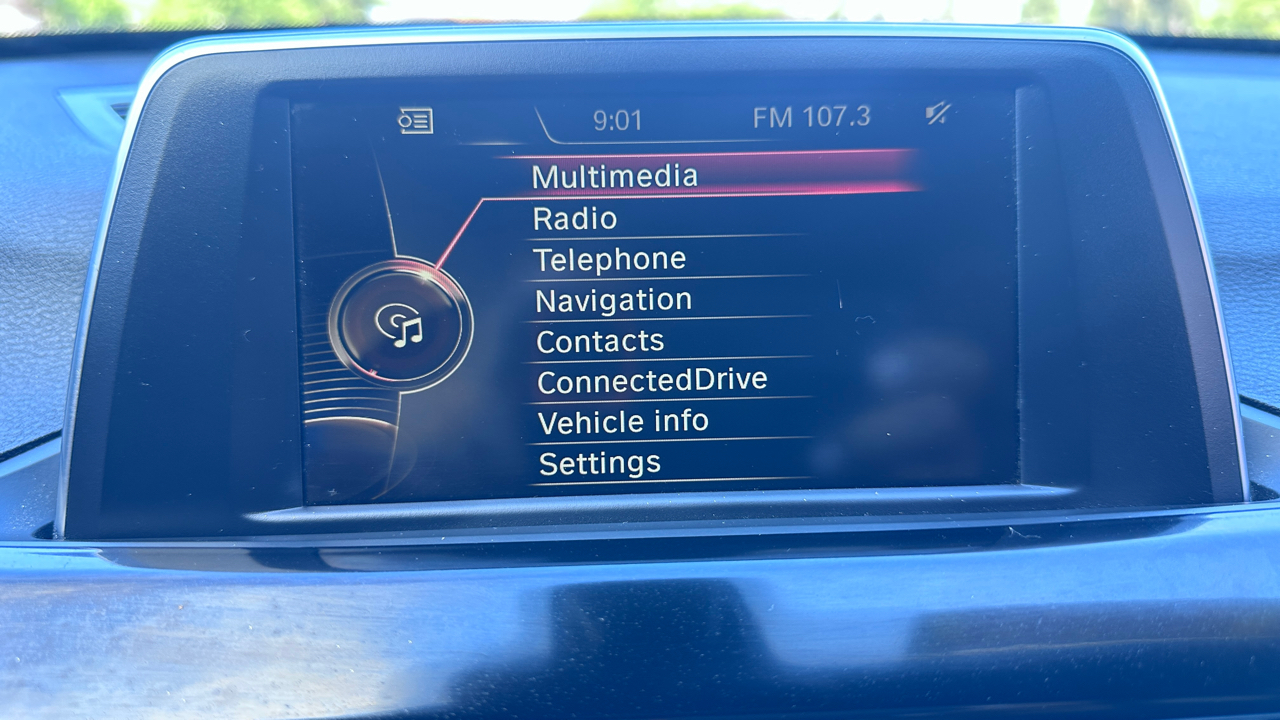 9:01 FM 107.3
Multimedia
Radio
Telephone
Navigation
Contacts
ConnectedDrive
Vehicle info
Settings